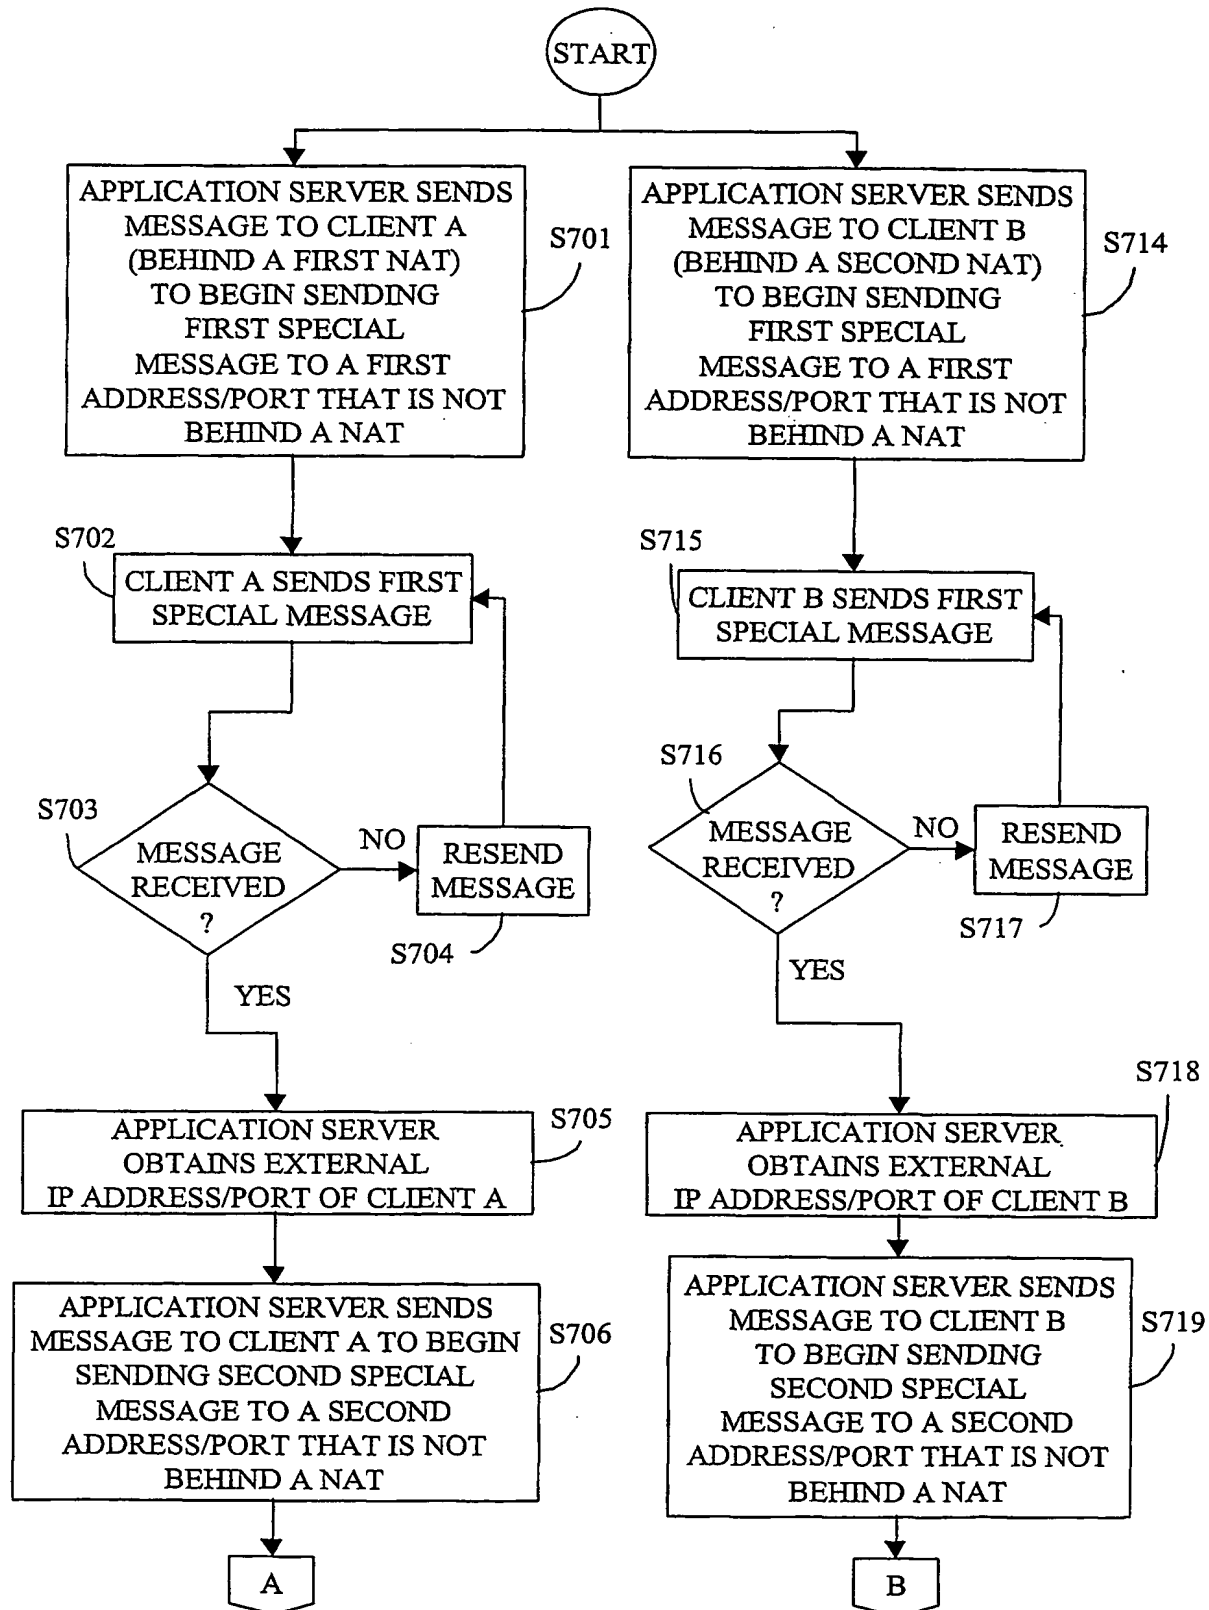 START
APPLICATION SERVER SENDS
MESSAGE TO CLIENT A
(BEHIND A FIRST NAT)
TO BEGIN SENDING
FIRST SPECIAL
MESSAGE TO A FIRST
ADDRESS/PORT THAT IS NOT
BEHIND A NAT
S701
APPLICATION SERVER SENDS
MESSAGE TO CLIENT B
(BEHIND A SECOND NAT)
TO BEGIN SENDING
FIRST SPECIAL
MESSAGE TO A FIRST
ADDRESS/PORT THAT IS NOT
BEHIND A NAT
S714
S702
CLIENT A SENDS FIRST
SPECIAL MESSAGE
S715
CLIENT B SENDS FIRST
SPECIAL MESSAGE
S703
MESSAGE
RECEIVED
?
NO
RESEND
MESSAGE
S704
YES
S716
MESSAGE
RECEIVED
?
NO
RESEND
MESSAGE
S717
YES
APPLICATION SERVER
OBTAINS EXTERNAL
IP ADDRESS/PORT OF CLIENT A
S705
APPLICATION SERVER
OBTAINS EXTERNAL
IP ADDRESS/PORT OF CLIENT B
S718
APPLICATION SERVER SENDS
MESSAGE TO CLIENT A TO BEGIN
SENDING SECOND SPECIAL
MESSAGE TO A SECOND
ADDRESS/PORT THAT IS NOT
BEHIND A NAT
S706
APPLICATION SERVER SENDS
MESSAGE TO CLIENT B
TO BEGIN SENDING
SECOND SPECIAL
MESSAGE TO A SECOND
ADDRESS/PORT THAT IS NOT
BEHIND A NAT
S719
A
B